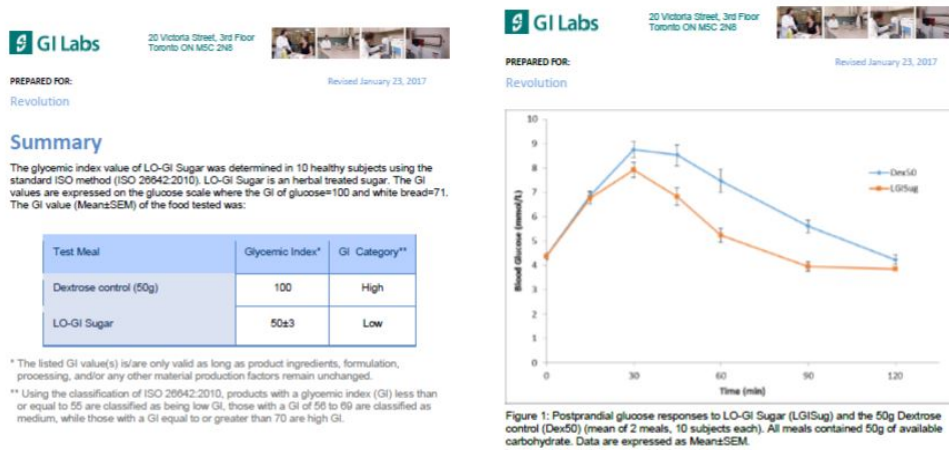 GI Labs
20 Victoria Street, 3rd Floor
Toronto ON M5C 2N8
PREPARED FOR:
Revised January 23, 2017
Revolution
Summary
The glycemic index value of LO-GI Sugar was determined in 10 healthy subjects using the
standard ISO method (ISO 26642:2010). LO-GI Sugar is an herbal treated sugar. The GI
values are expressed on the glucose scale where the GI of glucose=100 and white bread=71.
The GI value (Mean±SEM) of the food tested was:
Test Meal
Glycemic Index*
GI Category**
Dextrose control (50g)
100
High
LO-GI Sugar
50±3
Low
* The listed GI value(s) is/are only valid as long as product ingredients, formulation,
processing, and/or any other material production factors remain unchanged.
** Using the classification of ISO 26642:2010, products with a glycemic index (GI) less than
or equal to 55 are classified as being low GI, those with a GI of 56 to 69 are classified as
medium, while those with a GI equal to or greater than 70 are high GI.
GI Labs
20 Victoria Street, 3rd Floor
Toronto ON M5C 2N8
PREPARED FOR:
Revised January 23, 2017
Revolution
10
9
8
7
6
5
4
3
2
1
0
Blood Glucose (mmol/L)
Dex50
LGISug
0
30
60
90
120
Time (min)
Figure 1: Postprandial glucose responses to LO-GI Sugar (LGISug) and the 50g Dextrose
control (Dex50) (mean of 2 meals, 10 subjects each). All meals contained 50g of available
carbohydrate. Data are expressed as Mean±SEM.